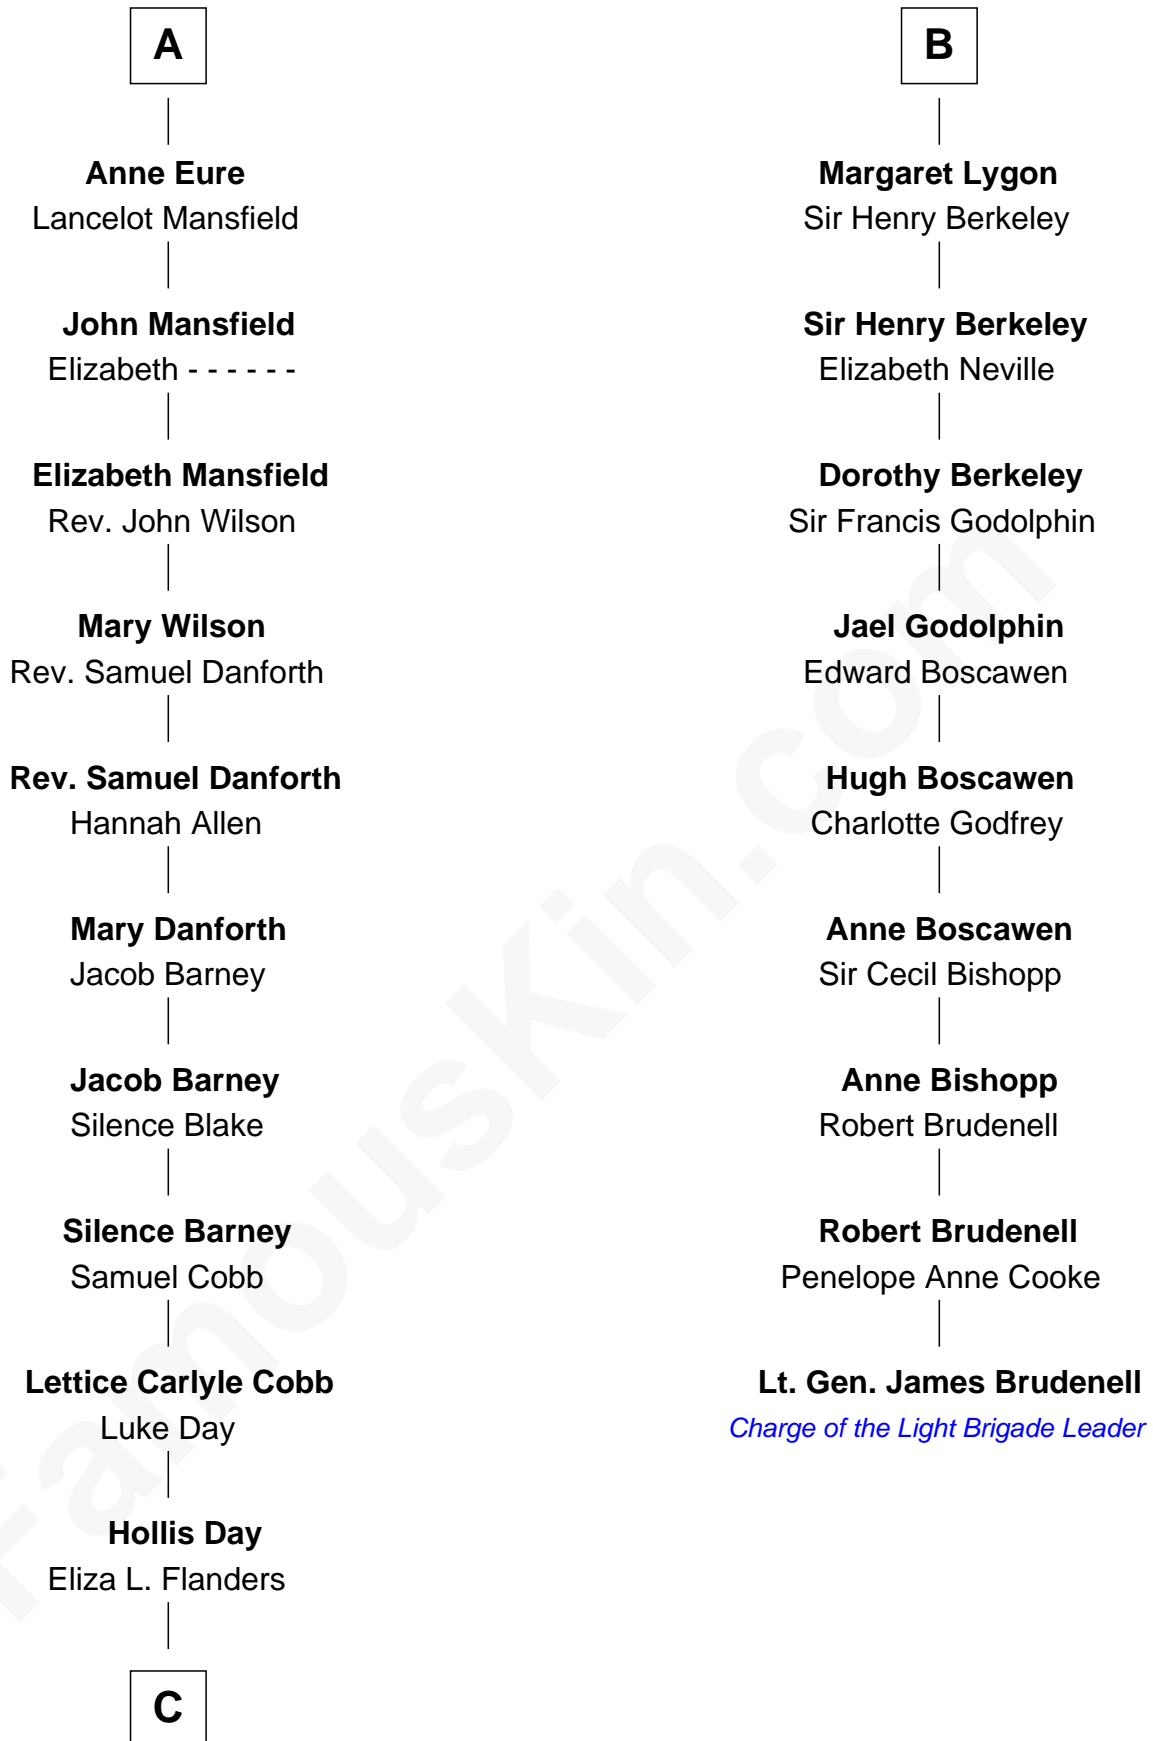 A
Anne Eure
Lancelot Mansfield
John Mansfield
Elizabeth - - - - - -
Elizabeth Mansfield
Rev. John Wilson
Mary Wilson
Rev. Samuel Danforth
Rev. Samuel Danforth
Hannah Allen
Mary Danforth
Jacob Barney
Jacob Barney
Silence Blake
Silence Barney
Samuel Cobb
Lettice Carlyle Cobb
Luke Day
Hollis Day
Eliza L. Flanders
C
B
Margaret Lygon
Sir Henry Berkeley
Sir Henry Berkeley
Elizabeth Neville
Dorothy Berkeley
Sir Francis Godolphin
Jael Godolphin
Edward Boscawen
Hugh Boscawen
Charlotte Godfrey
Anne Boscawen
Sir Cecil Bishopp
Anne Bishopp
Robert Brudenell
Robert Brudenell
Penelope Anne Cooke
Lt. Gen. James Brudenell
Charge of the Light Brigade Leader
FamousKin.com